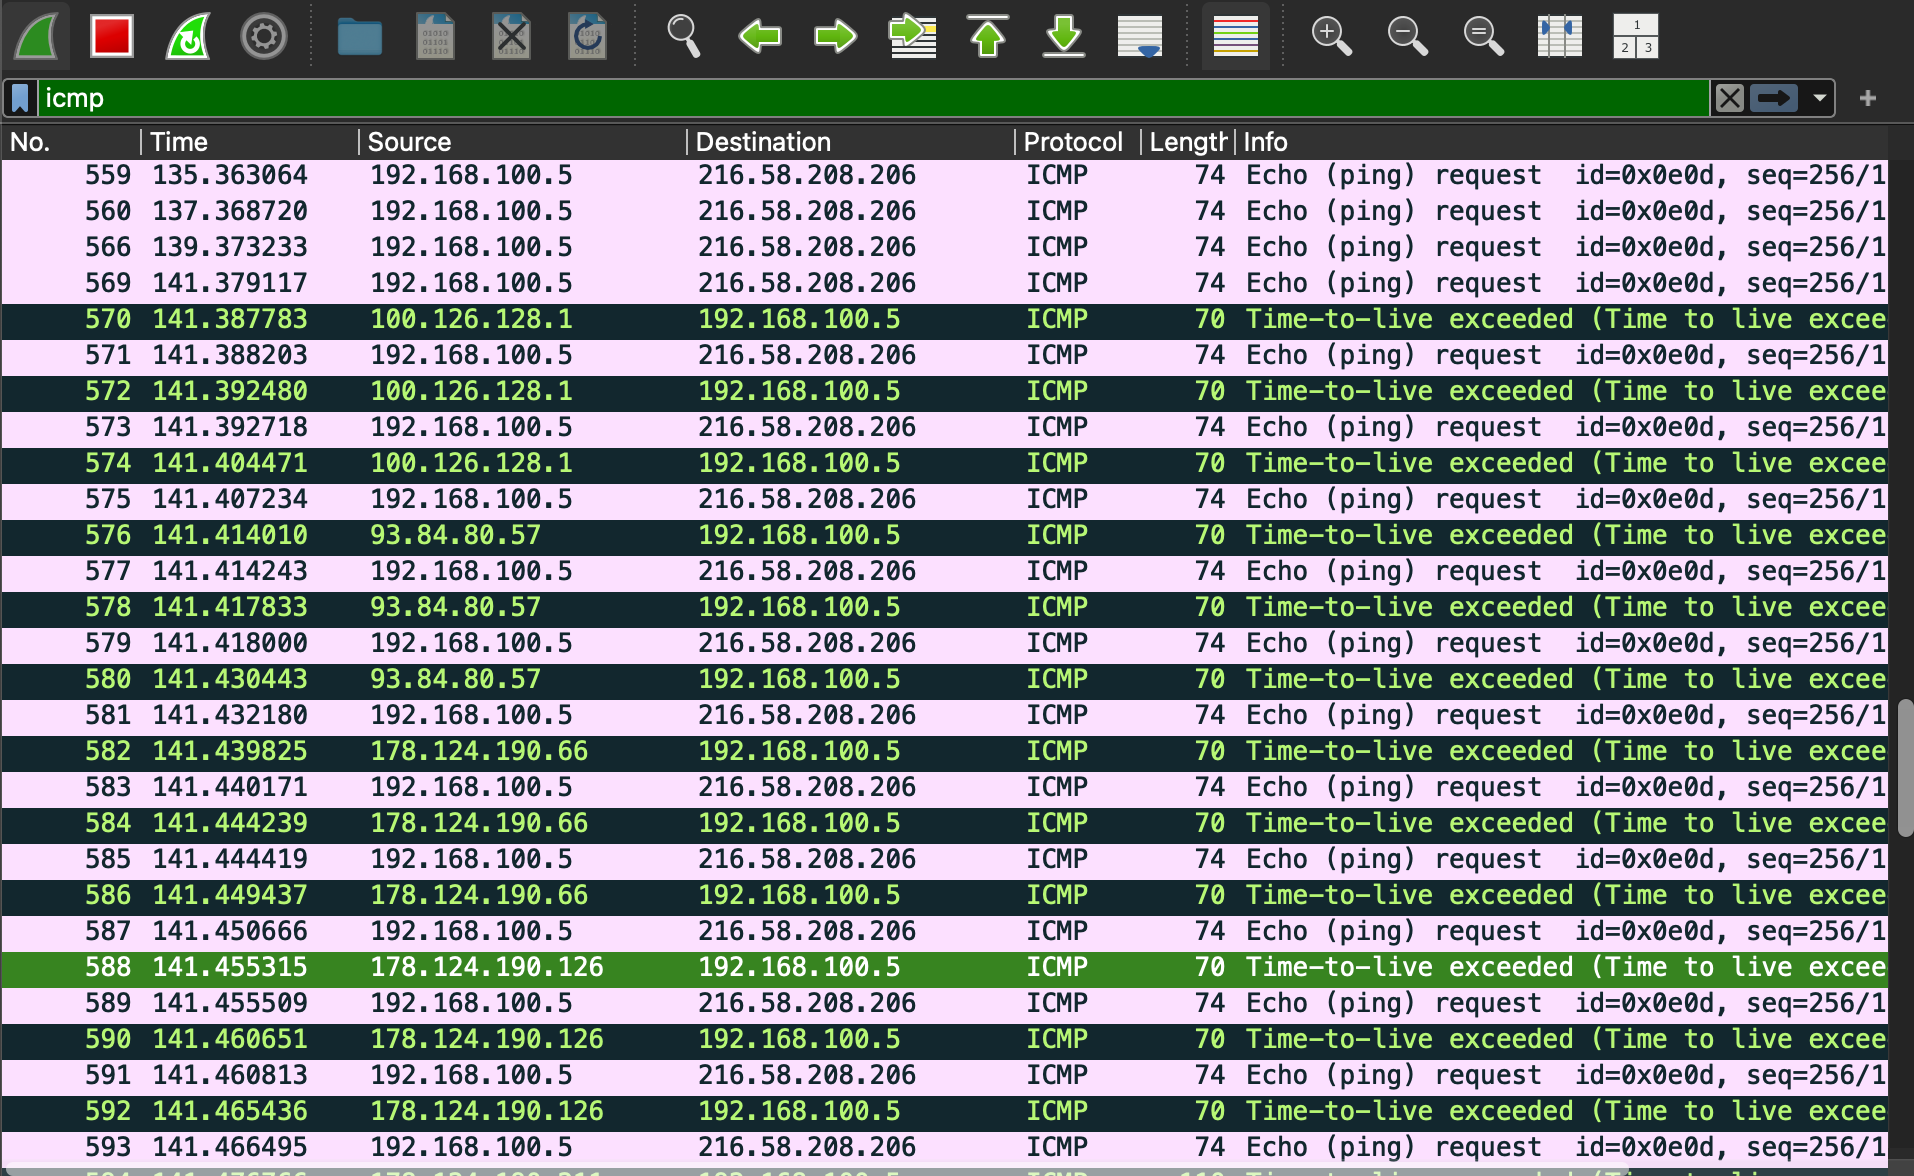 1
2 3
icmp
No. Time Source Destination Protocol Length Info
559 135.363064 192.168.100.5 216.58.208.206 ICMP 74 Echo (ping) request id=0x0e0d, seq=256/1
560 137.368720 192.168.100.5 216.58.208.206 ICMP 74 Echo (ping) request id=0x0e0d, seq=256/1
566 139.373233 192.168.100.5 216.58.208.206 ICMP 74 Echo (ping) request id=0x0e0d, seq=256/1
569 141.379117 192.168.100.5 216.58.208.206 ICMP 74 Echo (ping) request id=0x0e0d, seq=256/1
570 141.387783 100.126.128.1 192.168.100.5 ICMP 70 Time-to-live exceeded (Time to live excee
571 141.388203 192.168.100.5 216.58.208.206 ICMP 74 Echo (ping) request id=0x0e0d, seq=256/1
572 141.392480 100.126.128.1 192.168.100.5 ICMP 70 Time-to-live exceeded (Time to live excee
573 141.392718 192.168.100.5 216.58.208.206 ICMP 74 Echo (ping) request id=0x0e0d, seq=256/1
574 141.404471 100.126.128.1 192.168.100.5 ICMP 70 Time-to-live exceeded (Time to live excee
575 141.407234 192.168.100.5 216.58.208.206 ICMP 74 Echo (ping) request id=0x0e0d, seq=256/1
576 141.414010 93.84.80.57 192.168.100.5 ICMP 70 Time-to-live exceeded (Time to live excee
577 141.414243 192.168.100.5 216.58.208.206 ICMP 74 Echo (ping) request id=0x0e0d, seq=256/1
578 141.417833 93.84.80.57 192.168.100.5 ICMP 70 Time-to-live exceeded (Time to live excee
579 141.418000 192.168.100.5 216.58.208.206 ICMP 74 Echo (ping) request id=0x0e0d, seq=256/1
580 141.430443 93.84.80.57 192.168.100.5 ICMP 70 Time-to-live exceeded (Time to live excee
581 141.432180 192.168.100.5 216.58.208.206 ICMP 74 Echo (ping) request id=0x0e0d, seq=256/1
582 141.439825 178.124.190.66 192.168.100.5 ICMP 70 Time-to-live exceeded (Time to live excee
583 141.440171 192.168.100.5 216.58.208.206 ICMP 74 Echo (ping) request id=0x0e0d, seq=256/1
584 141.444239 178.124.190.66 192.168.100.5 ICMP 70 Time-to-live exceeded (Time to live excee
585 141.444419 192.168.100.5 216.58.208.206 ICMP 74 Echo (ping) request id=0x0e0d, seq=256/1
586 141.449437 178.124.190.66 192.168.100.5 ICMP 70 Time-to-live exceeded (Time to live excee
587 141.450666 192.168.100.5 216.58.208.206 ICMP 74 Echo (ping) request id=0x0e0d, seq=256/1
588 141.455315 178.124.190.126 192.168.100.5 ICMP 70 Time-to-live exceeded (Time to live excee
589 141.455509 192.168.100.5 216.58.208.206 ICMP 74 Echo (ping) request id=0x0e0d, seq=256/1
590 141.460651 178.124.190.126 192.168.100.5 ICMP 70 Time-to-live exceeded (Time to live excee
591 141.460813 192.168.100.5 216.58.208.206 ICMP 74 Echo (ping) request id=0x0e0d, seq=256/1
592 141.465436 178.124.190.126 192.168.100.5 ICMP 70 Time-to-live exceeded (Time to live excee
593 141.466495 192.168.100.5 216.58.208.206 ICMP 74 Echo (ping) request id=0x0e0d, seq=256/1